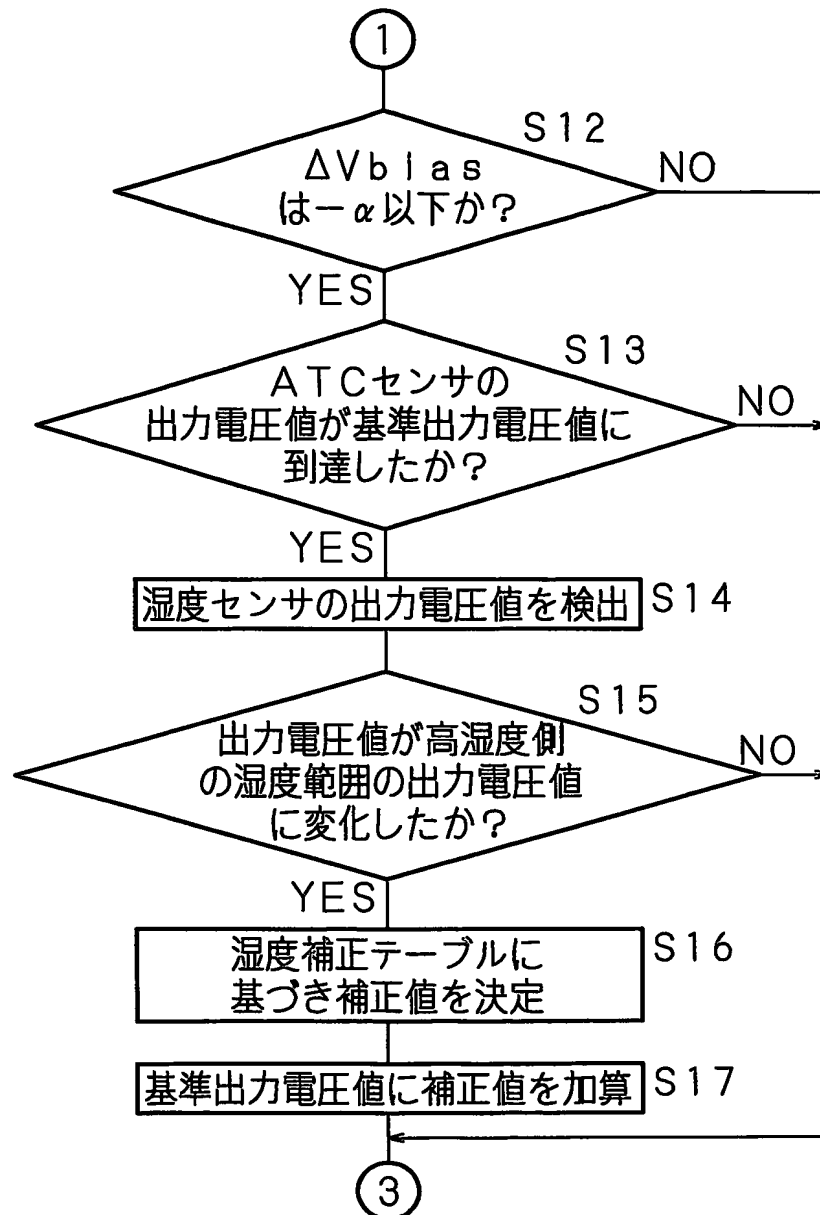 1
S12
ΔVbias
は－α以下か？
NO
YES
S13
ATCセンサの
出力電圧値が基準出力電圧値に
到達したか？
NO
YES
湿度センサの出力電圧値を検出
S14
S15
出力電圧値が高湿度側
の湿度範囲の出力電圧値
に変化したか？
NO
YES
湿度補正テーブルに
基づき補正値を決定
S16
基準出力電圧値に補正値を加算
S17
3